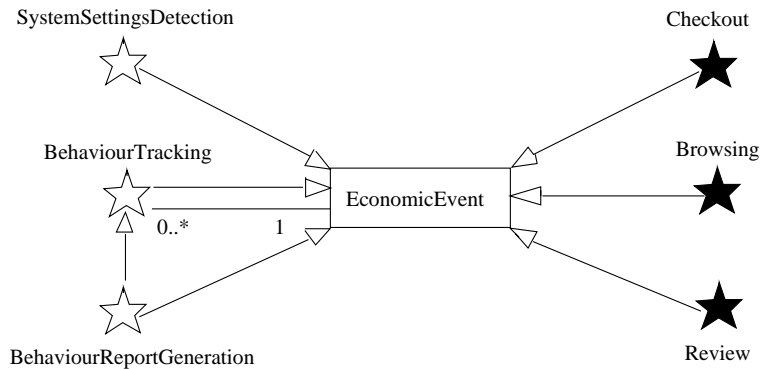 SystemSettingsDetection
Checkout
BehaviourTracking
Browsing
EconomicEvent
0..*
1
BehaviourReportGeneration
Review